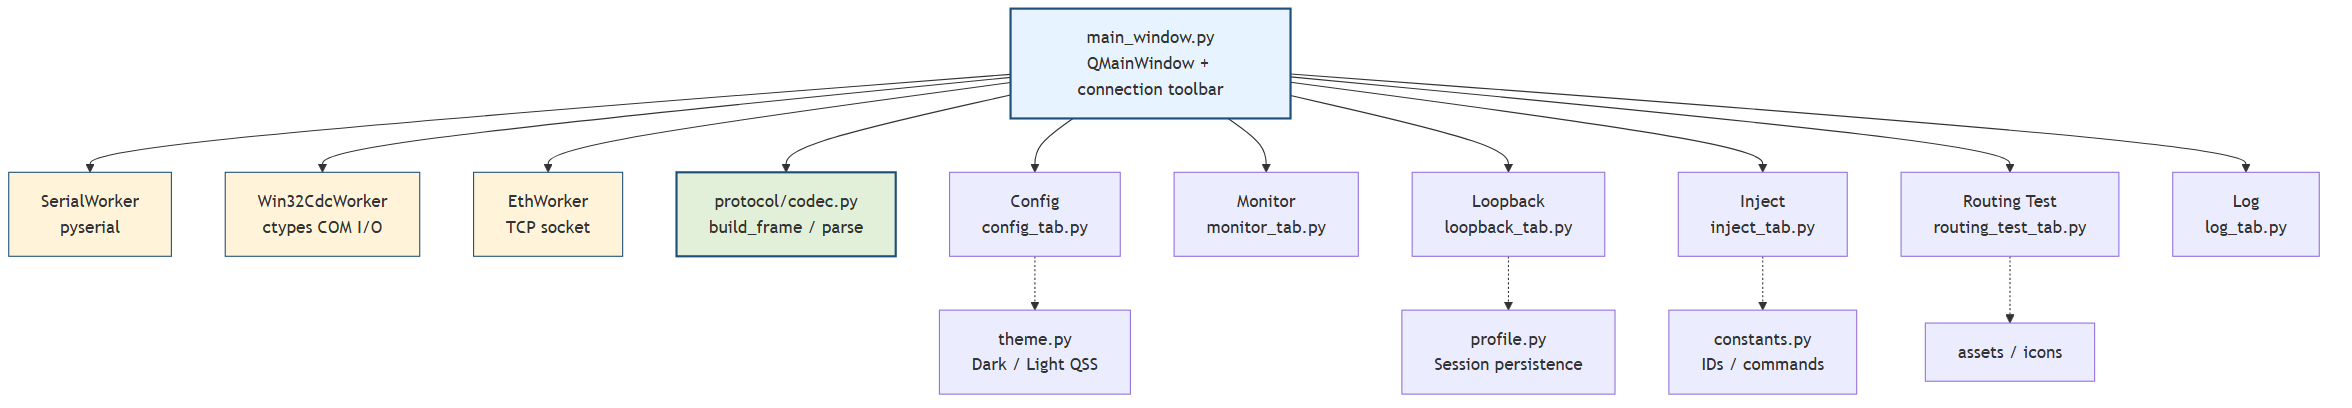 main_window.py
QMainWindow +
connection toolbar
SerialWorker
pyserial
Win32CdcWorker
ctypes COM I/O
EthWorker
TCP socket
protocol/codec.py
build_frame / parse
Config
config_tab.py
Monitor
monitor_tab.py
Loopback
loopback_tab.py
Inject
inject_tab.py
Routing Test
routing_test_tab.py
Log
log_tab.py
theme.py
Dark / Light QSS
profile.py
Session persistence
constants.py
IDs / commands
assets / icons